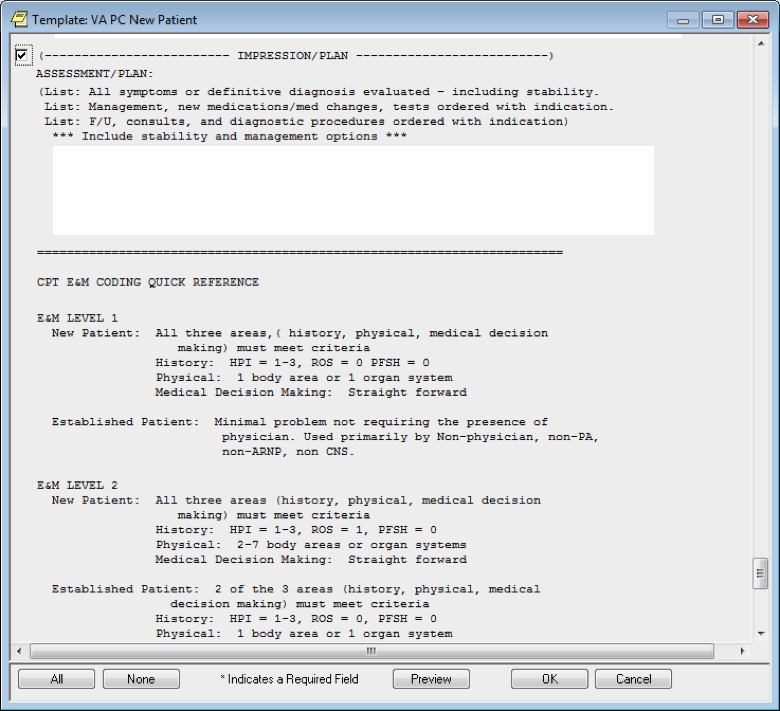 Template: VA PC New Patient
(------------------------- IMPRESSION/PLAN --------------------------)
ASSESSMENT/PLAN:
(List: All symptoms or definitive diagnosis evaluated - including stability.
List: Management, new medications/med changes, tests ordered with indication.
List: F/U, consults, and diagnostic procedures ordered with indication)
*** Include stability and management options ***
=======================================================================
CPT E&M CODING QUICK REFERENCE
E&M LEVEL 1
New Patient:  All three areas,( history, physical, medical decision
making) must meet criteria
History:  HPI = 1-3, ROS = 0 PFSH = 0
Physical:  1 body area or 1 organ system
Medical Decision Making:  Straight forward
Established Patient:  Minimal problem not requiring the presence of
physician. Used primarily by Non-physician, non-PA,
non-ARNP, non CNS.
E&M LEVEL 2
New Patient:  All three areas (history, physical, medical decision
making) must meet criteria
History:  HPI = 1-3, ROS = 1, PFSH = 0
Physical:  2-7 body areas or organ systems
Medical Decision Making:  Straight forward
Established Patient:  2 of the 3 areas (history, physical, medical
decision making) must meet criteria
History:  HPI = 1-3, ROS = 0, PFSH = 0
Physical:  1 body area or 1 organ system
All None * Indicates a Required Field Preview OK Cancel